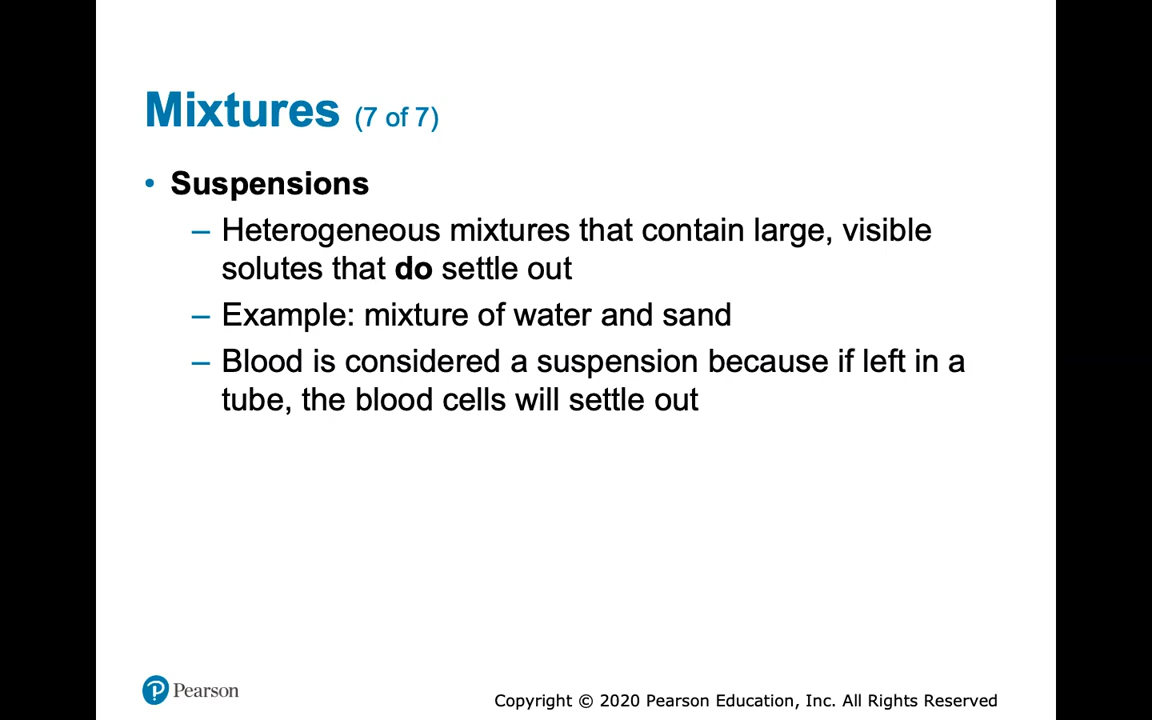 Mixtures (7 of 7)
• Suspensions
– Heterogeneous mixtures that contain large, visible
solutes that do settle out
– Example: mixture of water and sand
– Blood is considered a suspension because if left in a
tube, the blood cells will settle out
Pearson
Copyright © 2020 Pearson Education, Inc. All Rights Reserved